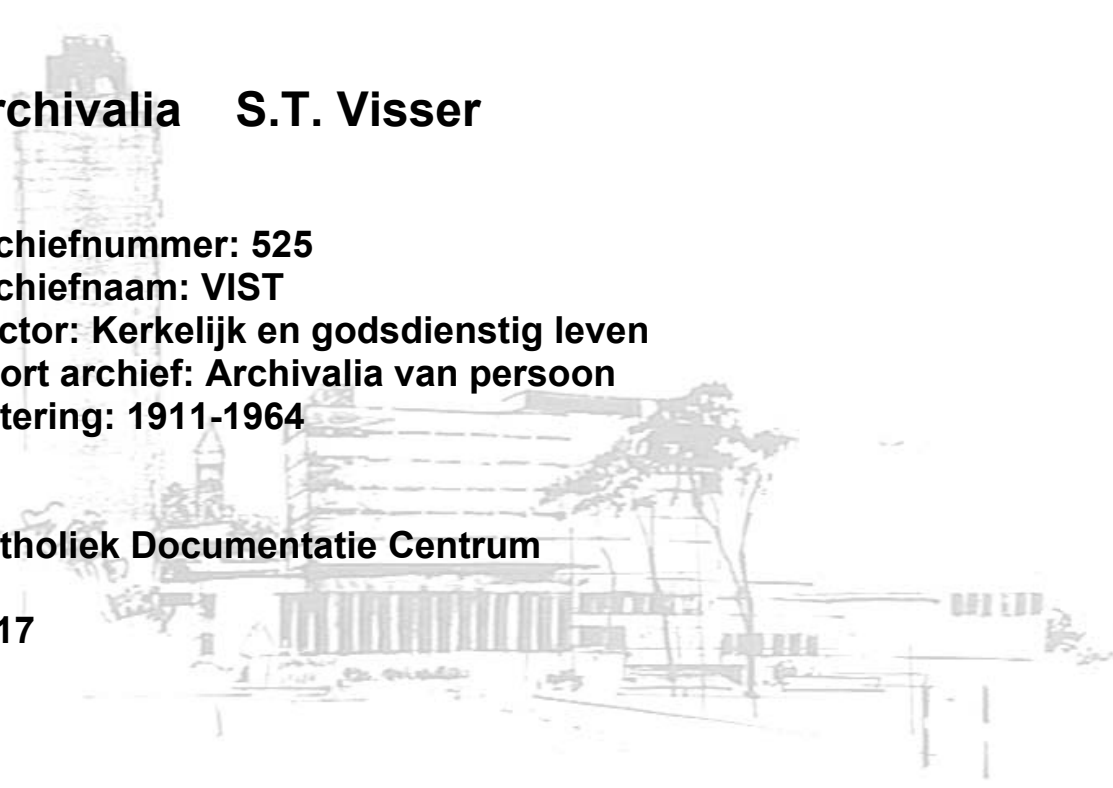 rchivalia S.T. Visser
chiefnummer: 525
chiefnaam: VIST
ctor: Kerkelijk en godsdienstig leven
ort archief: Archivalia van persoon
tering: 1911-1964
tholiek Documentatie Centrum
17